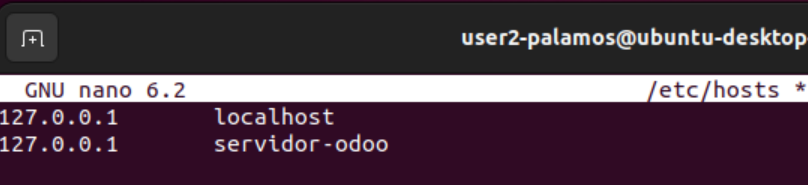 user2-palamos@ubuntu-desktop
GNU nano 6.2 /etc/hosts *
127.0.0.1 localhost
127.0.0.1 servidor-odoo